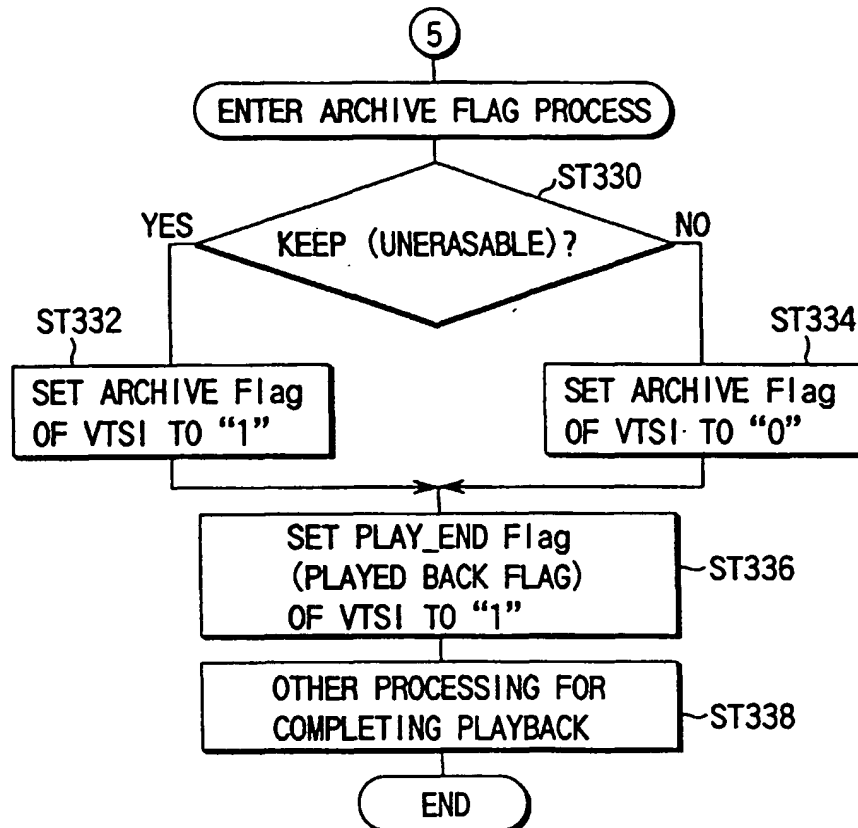 5
ENTER ARCHIVE FLAG PROCESS
ST330
YES
KEEP (UNERASABLE)?
NO
ST332
ST334
SET ARCHIVE Flag
OF VTSI TO “1”
SET ARCHIVE Flag
OF VTSI TO “0”
SET PLAY_END Flag
(PLAYED BACK FLAG)
OF VTSI TO “1”
ST336
OTHER PROCESSING FOR
COMPLETING PLAYBACK
ST338
END